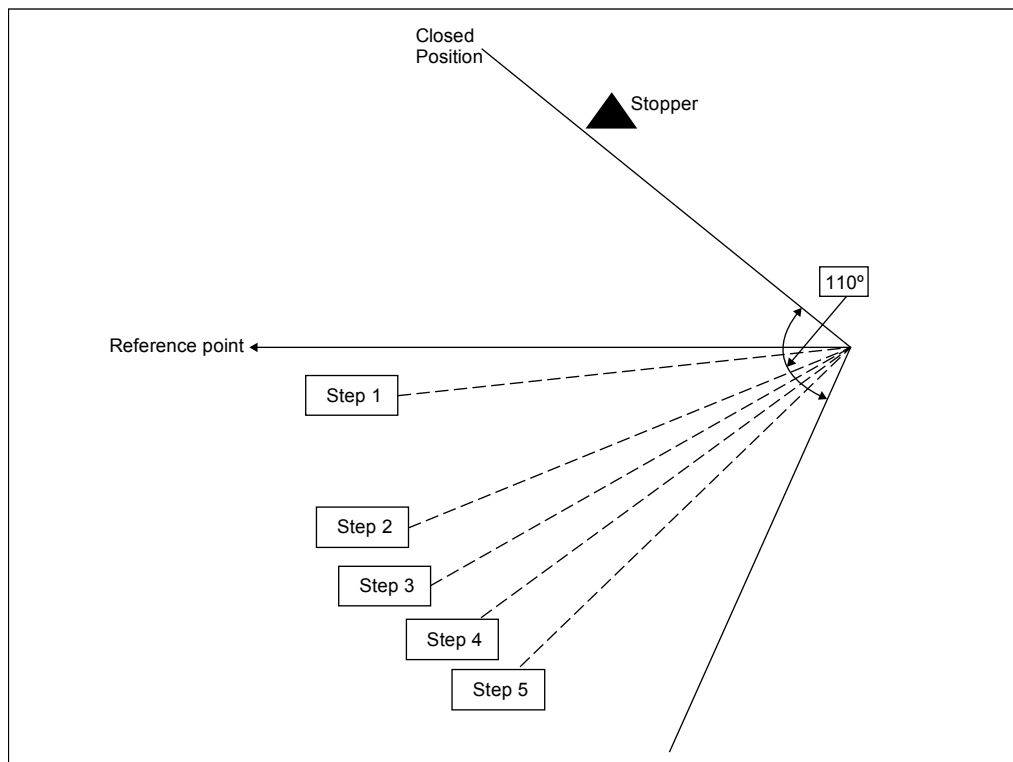 Closed
Position
Stopper
110º
Reference point
Step 1
Step 2
Step 3
Step 4
Step 5